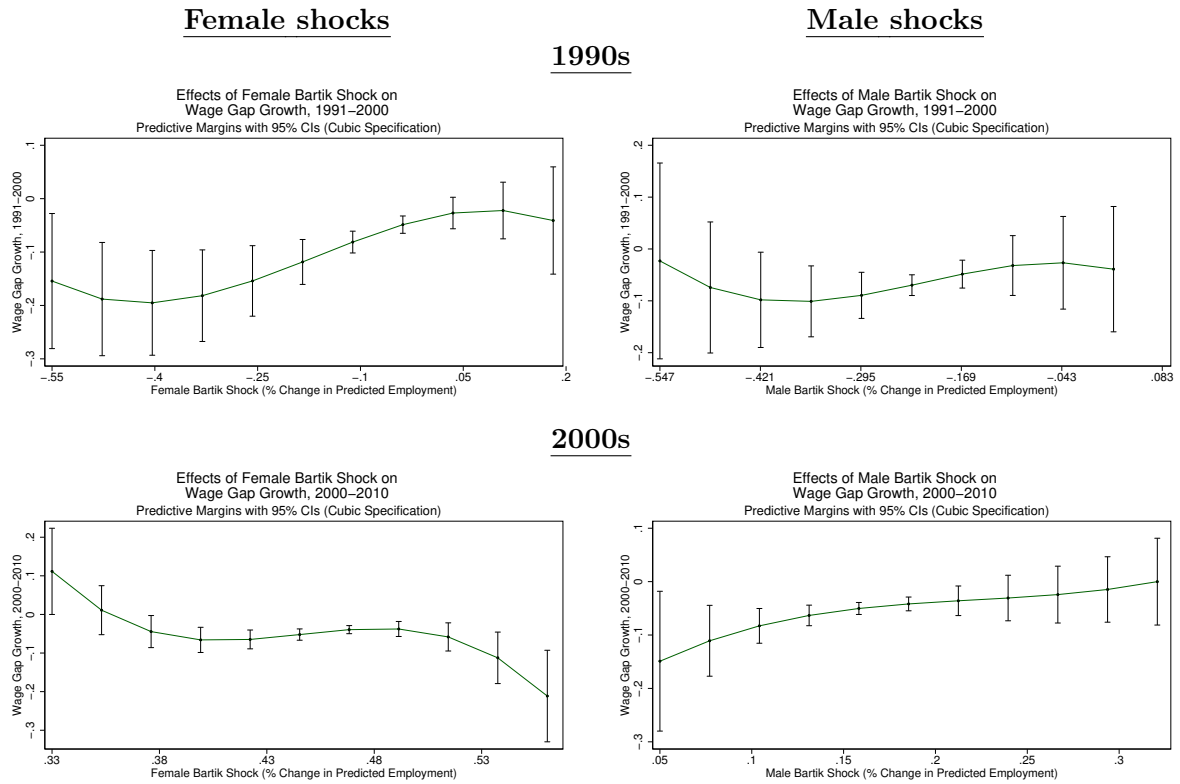 Female shocks
Male shocks
1990s
Effects of Female Bartik Shock on
Wage Gap Growth, 1991−2000
Predictive Margins with 95% CIs (Cubic Specification)
Wage Gap Growth, 1991−2000
.1
0
−.1
−.2
−.3
−.55
−.4
−.25
−.1
.05
.2
Female Bartik Shock (% Change in Predicted Employment)
Effects of Male Bartik Shock on
Wage Gap Growth, 1991−2000
Predictive Margins with 95% CIs (Cubic Specification)
Wage Gap Growth, 1991−2000
.2
.1
0
−.1
−.2
−.547
−.421
−.295
−.169
−.043
.083
Male Bartik Shock (% Change in Predicted Employment)
2000s
Effects of Female Bartik Shock on
Wage Gap Growth, 2000−2010
Predictive Margins with 95% CIs (Cubic Specification)
Wage Gap Growth, 2000−2010
.2
.1
0
−.1
−.2
−.3
.33
.38
.43
.48
.53
Female Bartik Shock (% Change in Predicted Employment)
Effects of Male Bartik Shock on
Wage Gap Growth, 2000−2010
Predictive Margins with 95% CIs (Cubic Specification)
Wage Gap Growth, 2000−2010
.1
0
−.1
−.2
−.3
.05
.1
.15
.2
.25
.3
Male Bartik Shock (% Change in Predicted Employment)